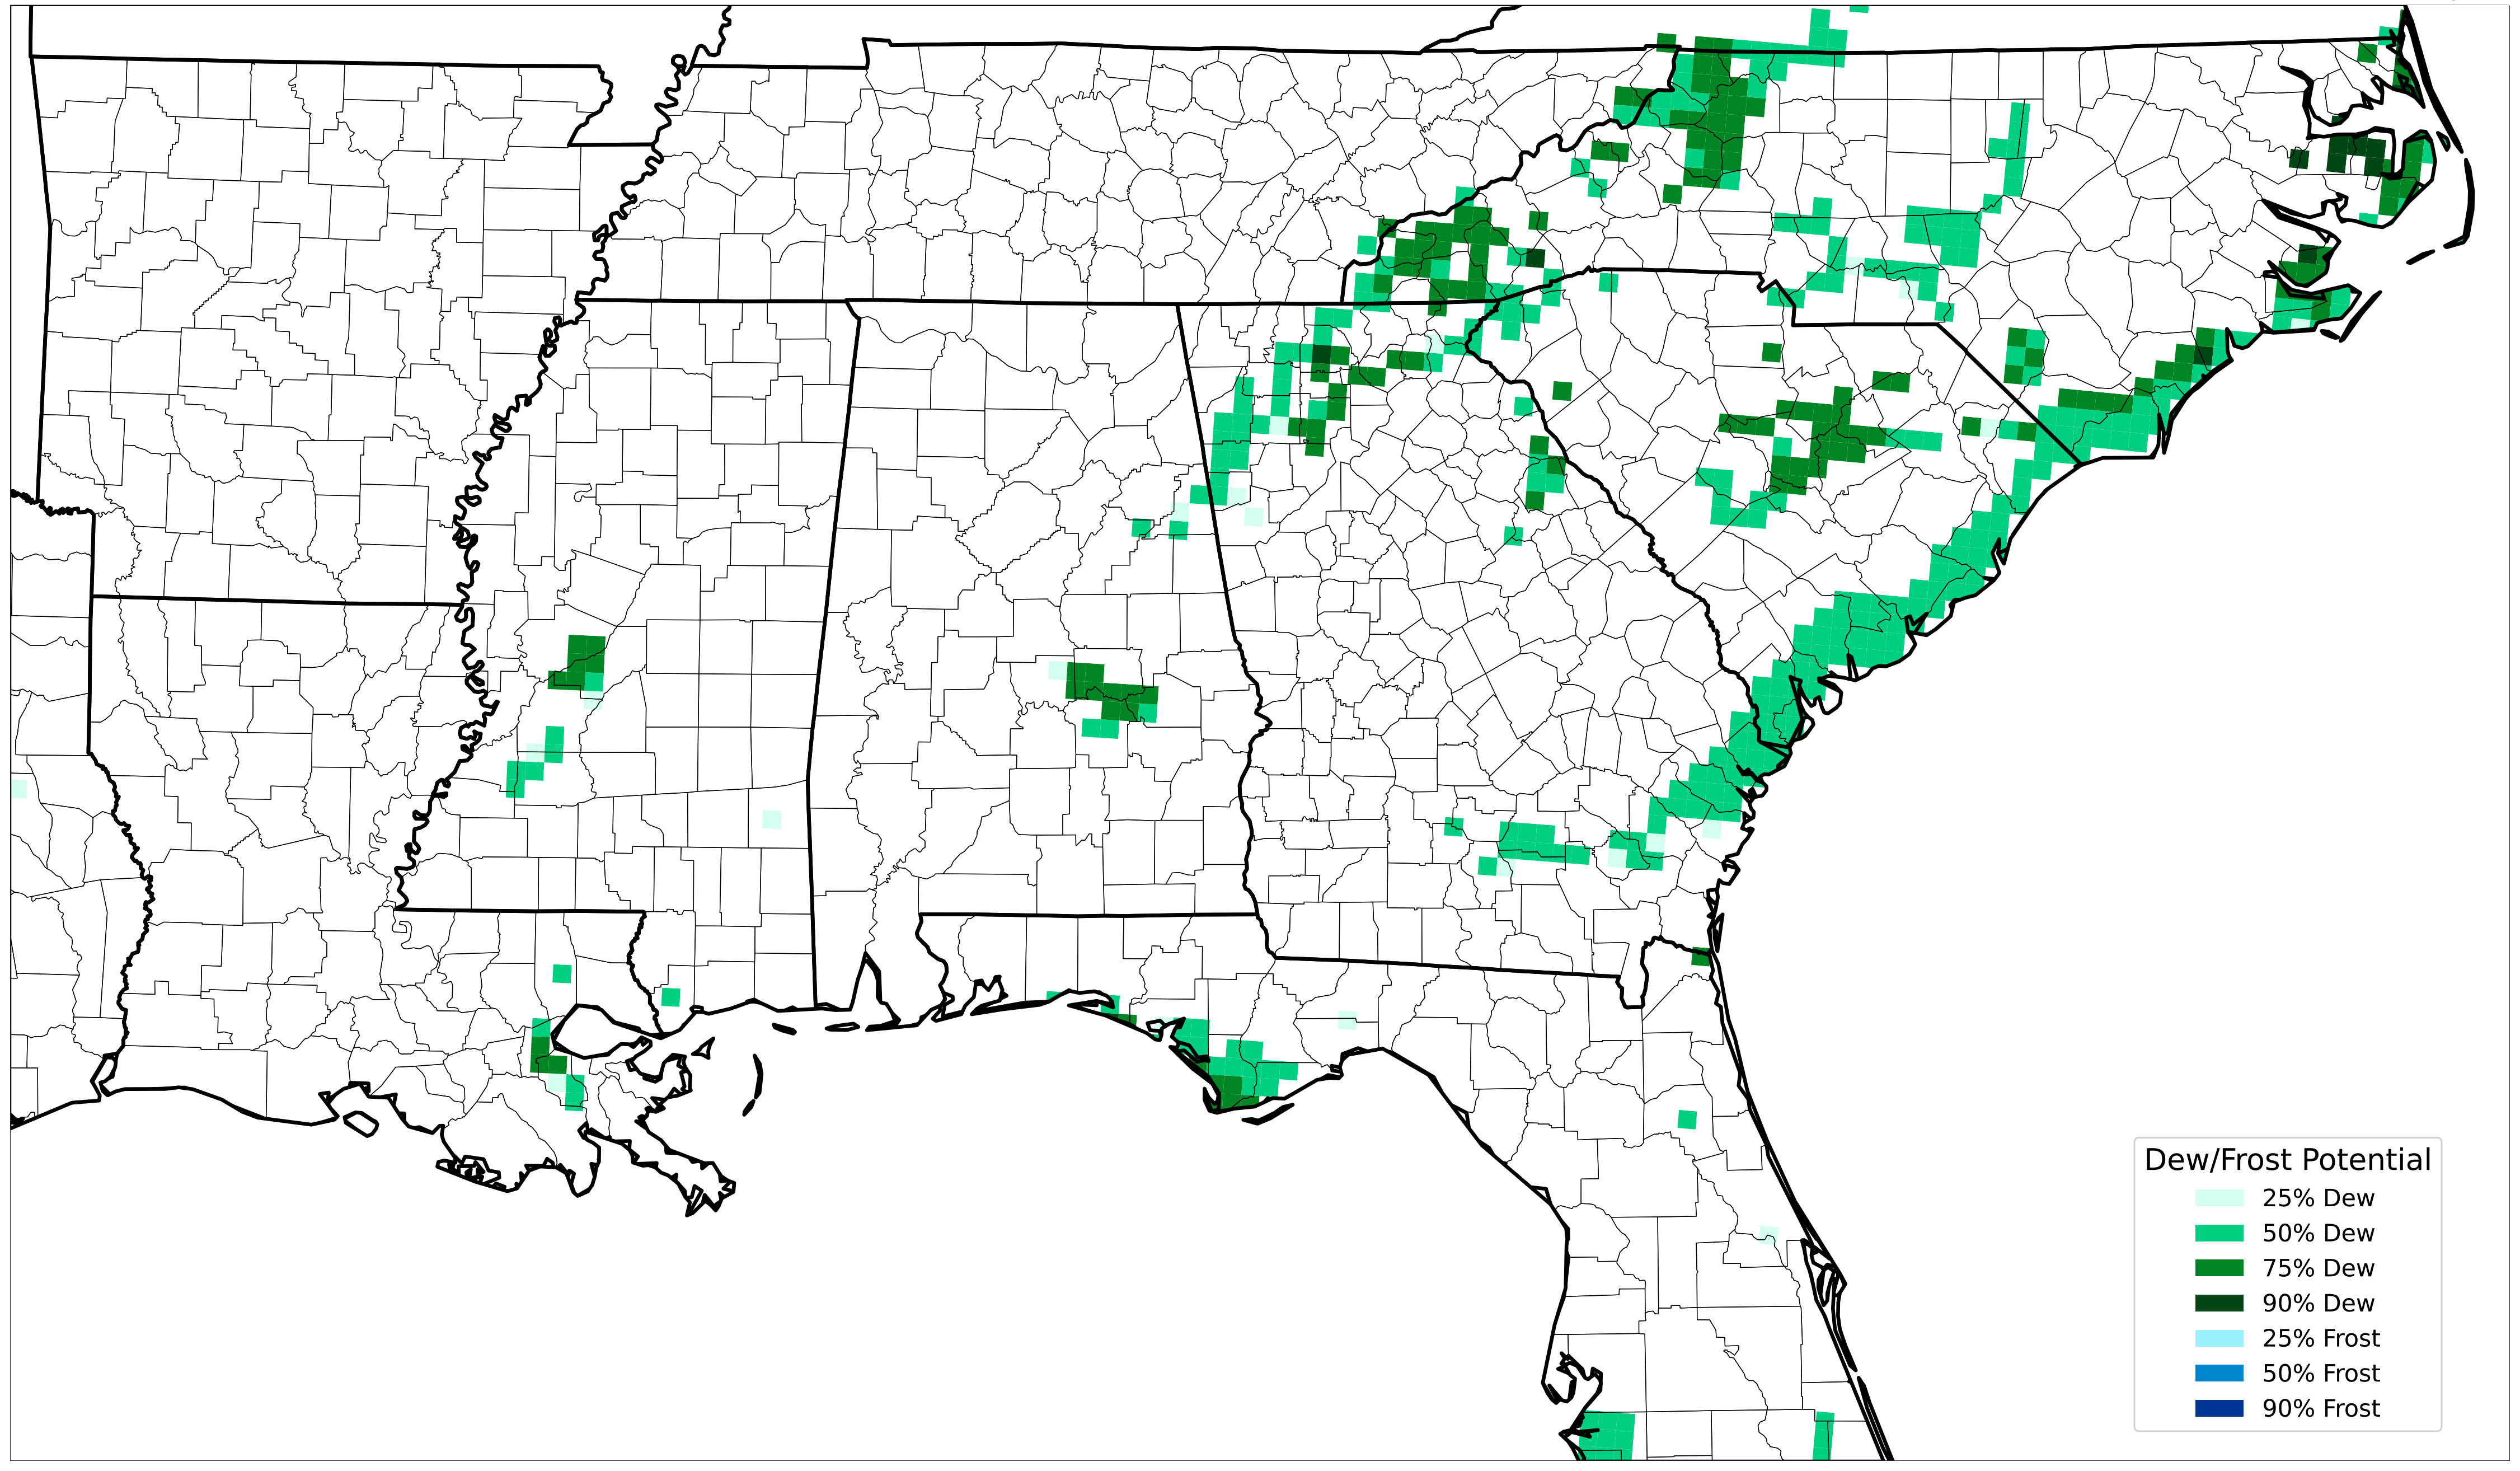 Dew/Frost Potential
25% Dew
50% Dew
75% Dew
90% Dew
25% Frost
50% Frost
90% Frost